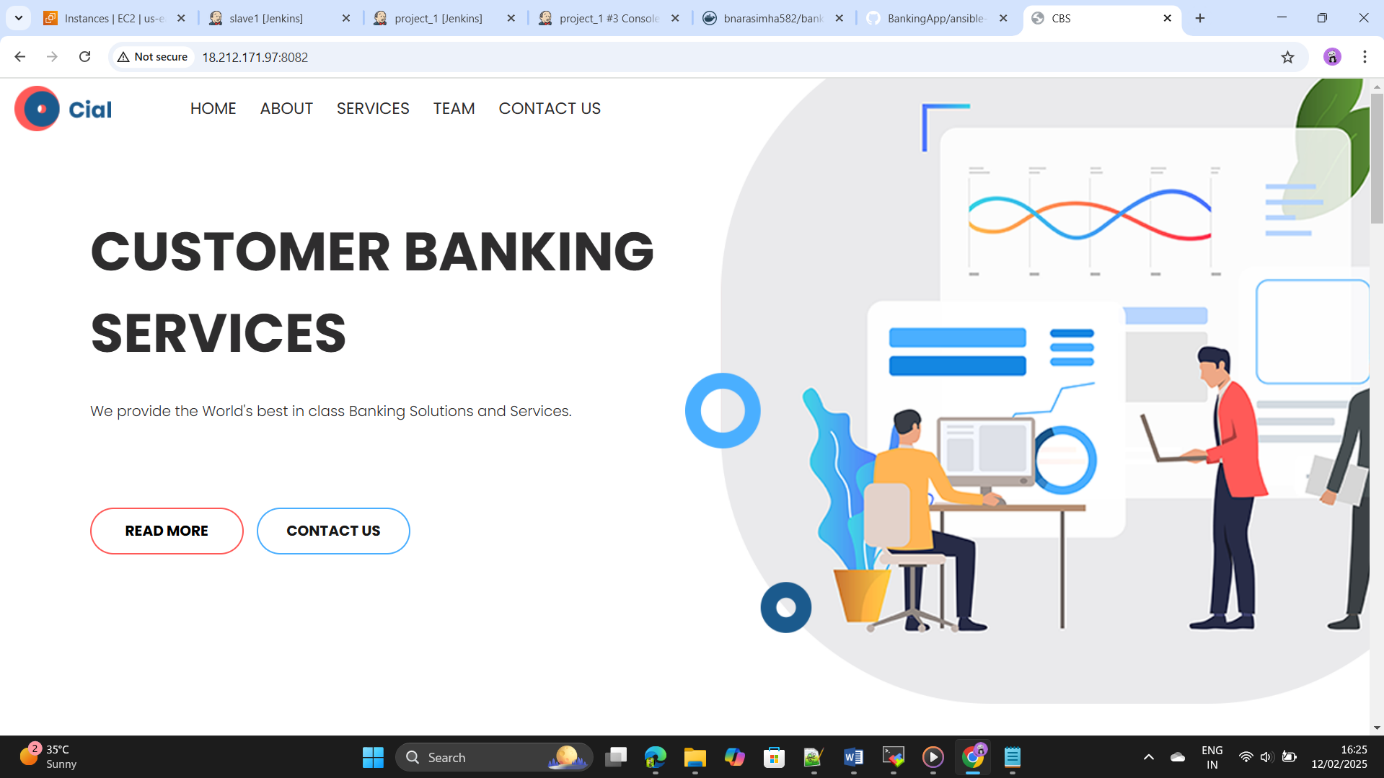 Instances | EC2 | us-e
slave1 [Jenkins]
project_1 [Jenkins]
project_1 #3 Console
bnarasimha582/bank
BankingApp/ansible-
CBS
Not secure
18.212.171.97:8082
Cial
HOME
ABOUT
SERVICES
TEAM
CONTACT US
CUSTOMER BANKING
SERVICES
We provide the World's best in class Banking Solutions and Services.
READ MORE
CONTACT US
2
35°C
Sunny
Search
ENG
IN
16:25
12/02/2025